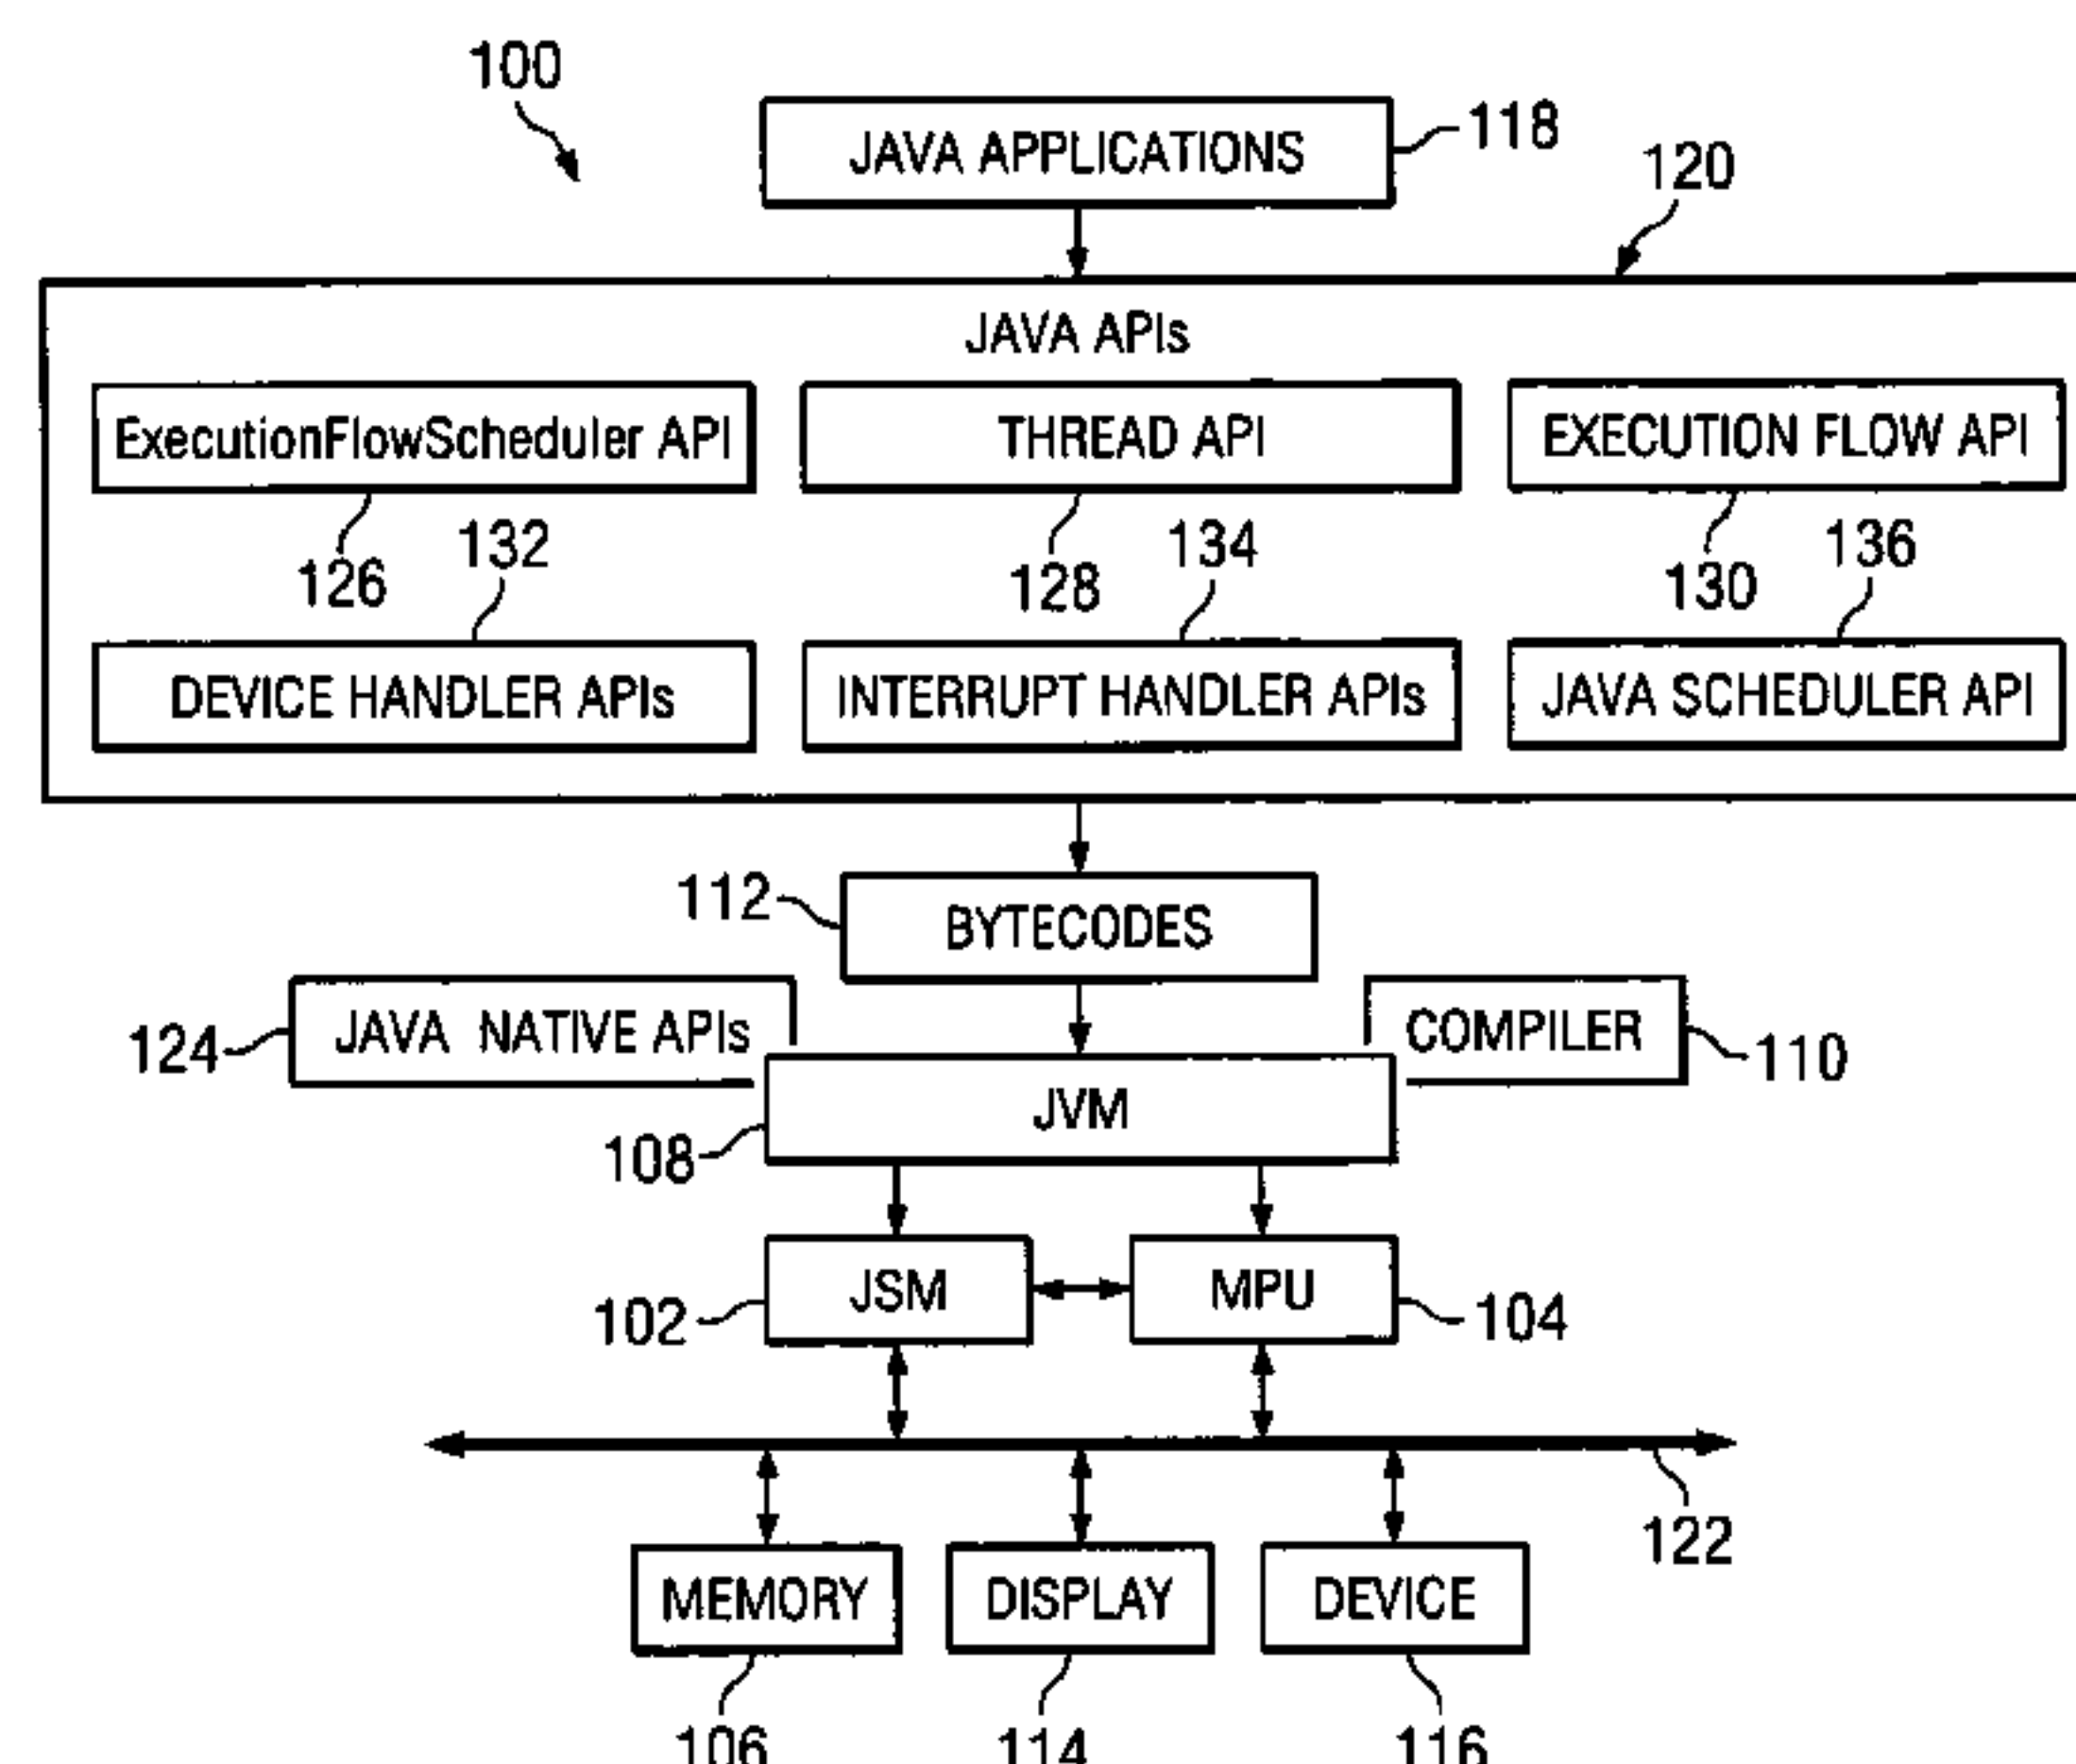 100
JAVA APPLICATIONS
118
120
JAVA APIs
ExecutionFlowScheduler API
THREAD API
EXECUTION FLOW API
126
132
128
134
130
136
DEVICE HANDLER APIs
INTERRUPT HANDLER APIs
JAVA SCHEDULER API
112
BYTECODES
124
JAVA NATIVE APIs
COMPILER
110
JVM
108
JSM
MPU
102
104
122
MEMORY
DISPLAY
DEVICE
106
114
116